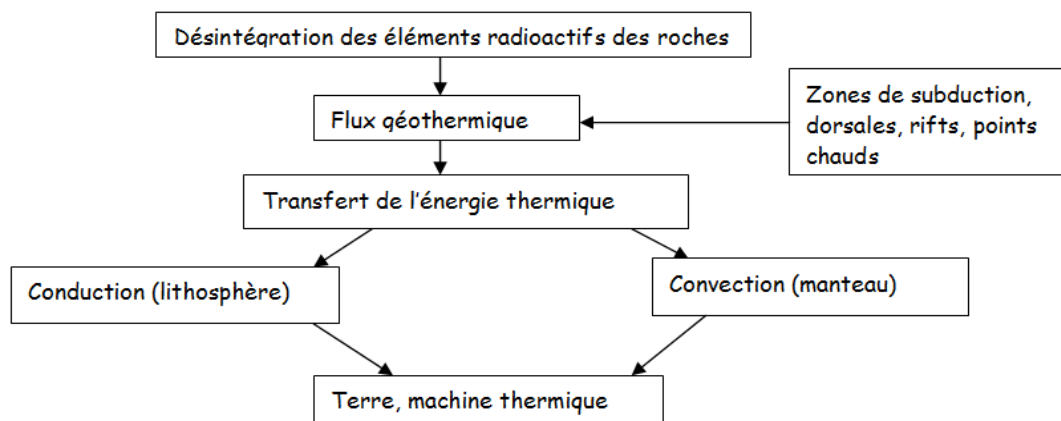 Désintégration des éléments radioactifs des roches
Flux géothermique
Zones de subduction,
dorsales, rifts, points
chauds
Transfert de l'énergie thermique
Conduction (lithosphère)
Convection (manteau)
Terre, machine thermique